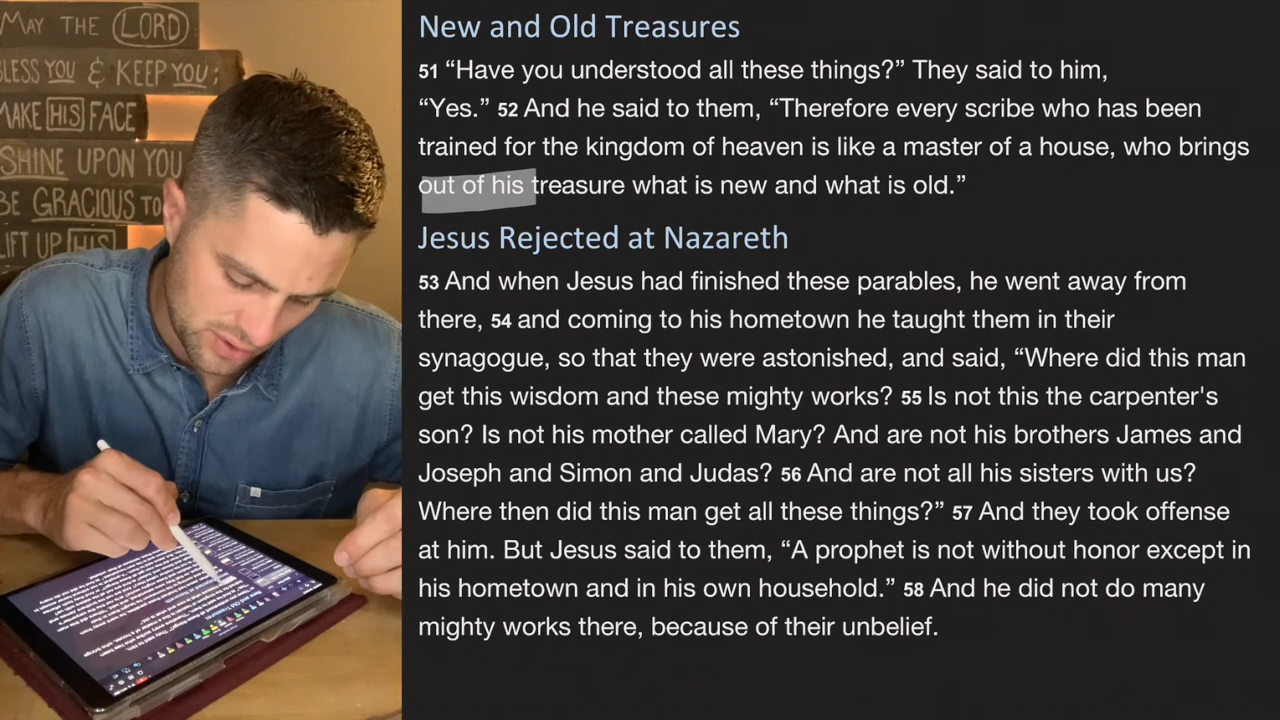 MAY THE LORD
BLESS YOU & KEEP YOU;
MAKE HIS FACE
SHINE UPON YOU
BE GRACIOUS TO
LIFT UP HIS
New and Old Treasures
51 “Have you understood all these things?” They said to him,
“Yes.” 52 And he said to them, “Therefore every scribe who has been
trained for the kingdom of heaven is like a master of a house, who brings
out of his treasure what is new and what is old.”
Jesus Rejected at Nazareth
53 And when Jesus had finished these parables, he went away from
there, 54 and coming to his hometown he taught them in their
synagogue, so that they were astonished, and said, “Where did this man
get this wisdom and these mighty works? 55 Is not this the carpenter's
son? Is not his mother called Mary? And are not his brothers James and
Joseph and Simon and Judas? 56 And are not all his sisters with us?
Where then did this man get all these things?” 57 And they took offense
at him. But Jesus said to them, “A prophet is not without honor except in
his hometown and in his own household.” 58 And he did not do many
mighty works there, because of their unbelief.